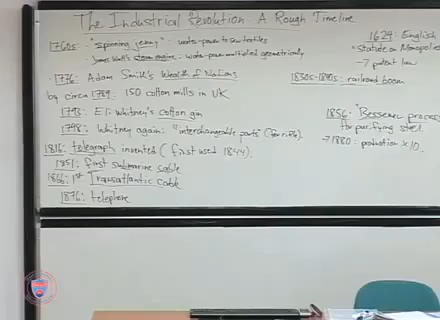 The Industrial Revolution A Rough Timeline
1760s: "spinning jenny" - water-power to sew textiles
James Watt's steam engine - water-power multiplied geometrically
1776: Adam Smith's Wealth of Nations
by circa 1789: 150 cotton mills in UK
1793: Eli Whitney's cotton gin
1798: Whitney again: "interchangeable parts" (for rifle).
1816: telegraph invented (first used 1844).
1851: first submarine cable
1866: 1st Transatlantic cable
1876: telephone
1624: English
"Statute on Monopolies
→ patent law
1830s-1890s: railroad boom
1856: "Bessemer process
for purifying steel.
→ 1880: production x 10.